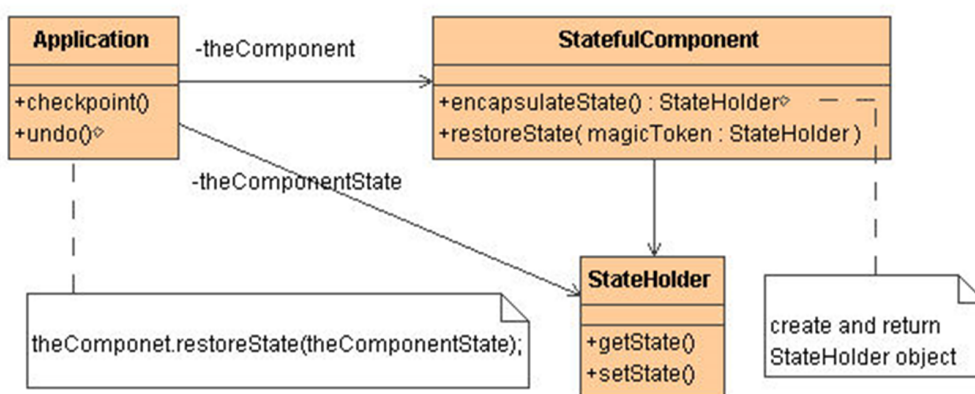 Application
+checkpoint()
+undo()
-theComponent
StatefulComponent
+encapsulateState() : StateHolder
+restoreState( magicToken : StateHolder )
-theComponentState
StateHolder
+getState()
+setState()
theComponet.restoreState(theComponentState);
create and return
StateHolder object